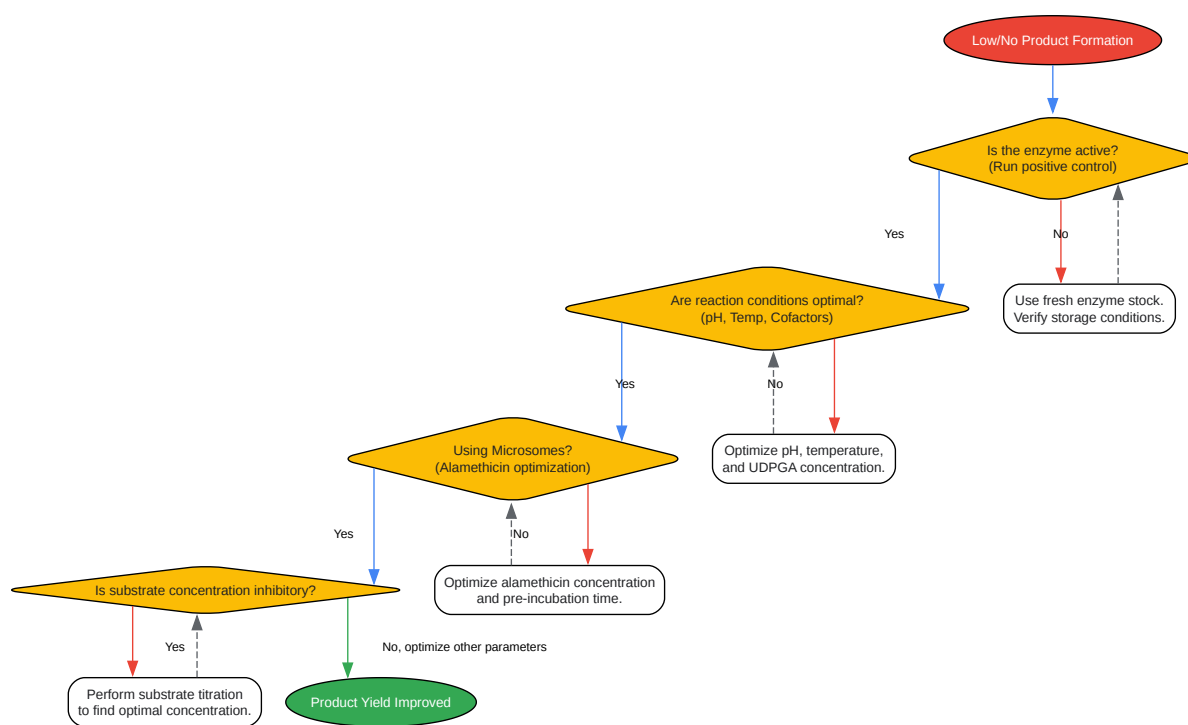 Low/No Product Formation
Is the enzyme active?
(Run positive control)
Yes
No
Use fresh enzyme stock.
Verify storage conditions.
Are reaction conditions optimal?
(pH, Temp, Cofactors)
Yes
No
Optimize pH, temperature,
and UDPGA concentration.
Using Microsomes?
(Alamethicin optimization)
Yes
No
Optimize alamethicin concentration
and pre-incubation time.
Is substrate concentration inhibitory?
Yes
No, optimize other parameters
Perform substrate titration
to find optimal concentration.
Product Yield Improved